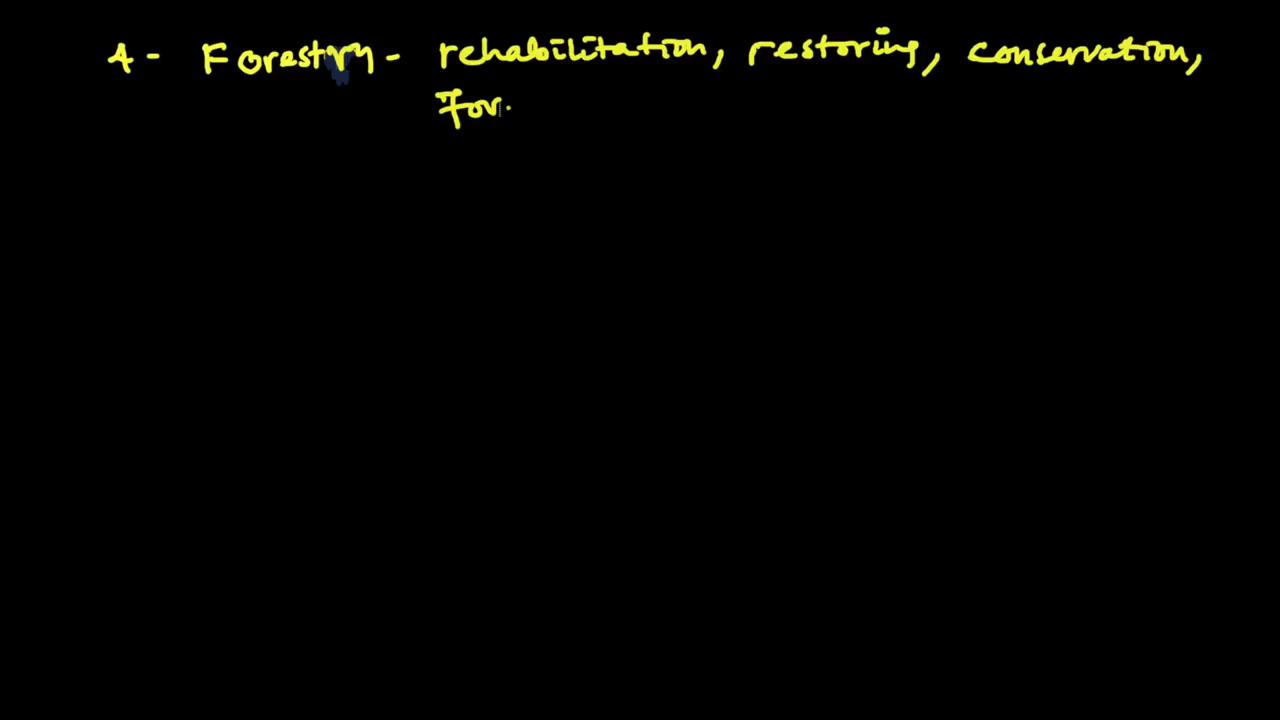 4 - Forestry - rehabilitation, restoring, conservation,
For